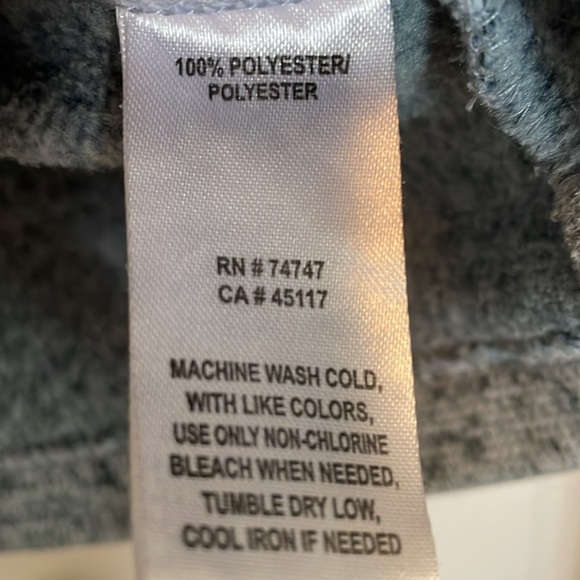 100% POLYESTER/
POLYESTER
RN # 74747
CA # 45117
MACHINE WASH COLD,
WITH LIKE COLORS,
USE ONLY NON-CHLORINE
BLEACH WHEN NEEDED,
TUMBLE DRY LOW,
COOL IRON IF NEEDED